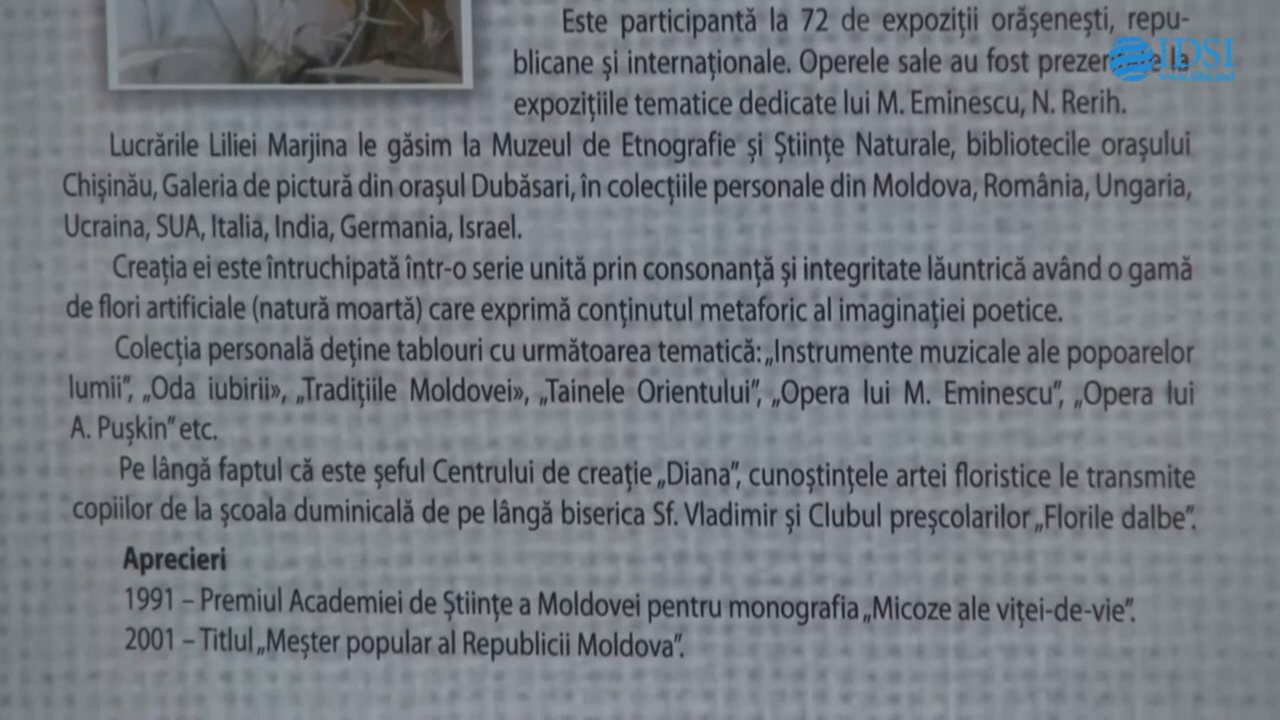 Este participantă la 72 de expoziții orășenești, repu-
blicane și internaționale. Operele sale au fost
IDSI
expozițiile tematice dedicate lui M. Eminescu, N. Rerih.
Lucrările Liliei Marjina le găsim la Muzeul de Etnografie și Științe Naturale, bibliotecile orașului
Chișinău, Galeria de pictură din orașul Dubăsari, în colecțiile personale din Moldova, România, Ungaria,
Ucraina, SUA, Italia, India, Germania, Israel.
Creația ei este întruchipată într-o serie unită prin consonanță și integritate lăuntrică având o gamă
de flori artificiale (natură moartă) care exprimă conținutul metaforic al imaginației poetice.
Colecția personală deține tablouri cu următoarea tematică: „Instrumente muzicale ale popoarelor
lumii”, „Oda iubirii», „Tradițiile Moldovei», „Tainele Orientului”, „Opera lui M. Eminescu”, „Opera lui
A. Pușkin” etc.
Pe lângă faptul că este șeful Centrului de creație „Diana”, cunoștințele artei floristice le transmite
copiilor de la școala duminicală de pe lângă biserica Sf. Vladimir și Clubul preșcolarilor „Florile dalbe”.
Aprecieri
1991 – Premiul Academiei de Științe a Moldovei pentru monografia „Micoze ale viței-de-vie”.
2001 – Titlul „Meșter popular al Republicii Moldova”.